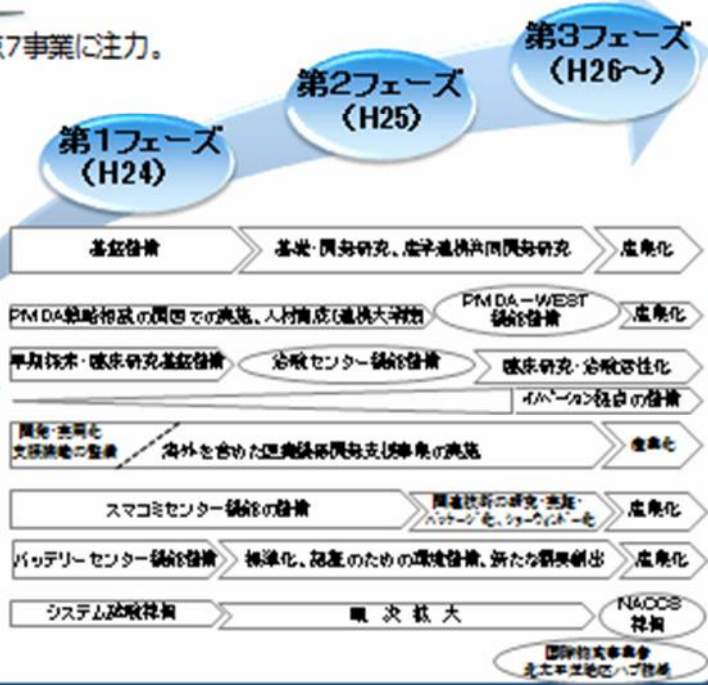 7事業に注力。
第1フェーズ
(H24)
第2フェーズ
(H25)
第3フェーズ
(H26～)
基盤整備
基礎・開発研究、産学連携共同開発研究
産業化
PMDA戦略相談の関西での実施、人材育成(連携大学院)
PMDA－WEST
機能整備
産業化
早期探索・臨床研究基盤整備
治験センター機能整備
臨床研究・治験活性化
イノベーション拠点の整備
開発・実用化
支援機能の整備
海外を含めた医療機器開発支援事業の実施
産業化
スマコミセンター機能の整備
関連技術の研究・実証・
パッケージ化、ショーウィンドー化
産業化
バッテリーセンター機能整備
標準化、認証のための環境整備、新たな事業創出
産業化
システム試験稼働
順次拡大
NACCS
稼働
国際物流事業者
北太平洋地区ハブ